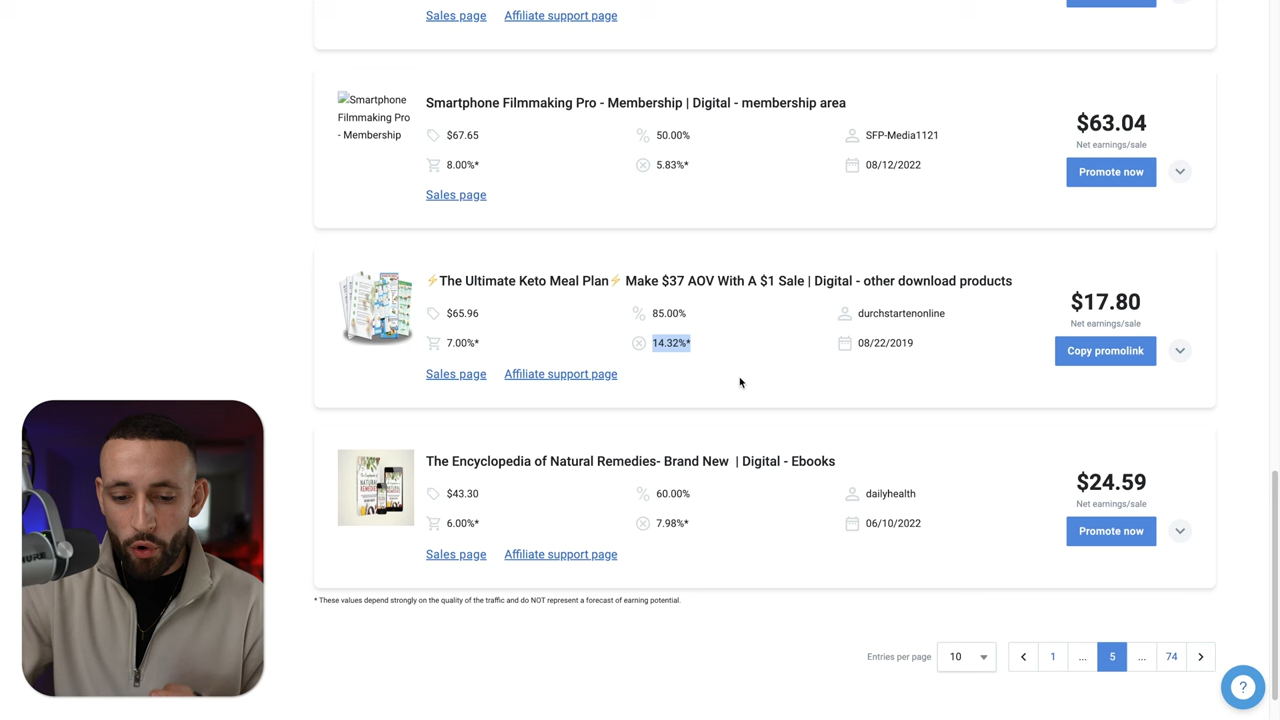 Sales page Affiliate support page
Smartphone Filmmaking Pro - Membership
Smartphone Filmmaking Pro - Membership | Digital - membership area
$67.65 50.00% SFP-Media1121
8.00%* 5.83%* 08/12/2022
Sales page
$63.04
Net earnings/sale
Promote now
⚡The Ultimate Keto Meal Plan⚡ Make $37 AOV With A $1 Sale | Digital - other download products
$65.96 85.00% durchstartenonline
7.00%* 14.32%* 08/22/2019
Sales page Affiliate support page
$17.80
Net earnings/sale
Copy promolink
The Encyclopedia of Natural Remedies- Brand New | Digital - Ebooks
$43.30 60.00% dailyhealth
6.00%* 7.98%* 06/10/2022
Sales page Affiliate support page
$24.59
Net earnings/sale
Promote now
* These values depend strongly on the quality of the traffic and do NOT represent a forecast of earning potential.
Entries per page 10 1 ... 5 ... 74
?